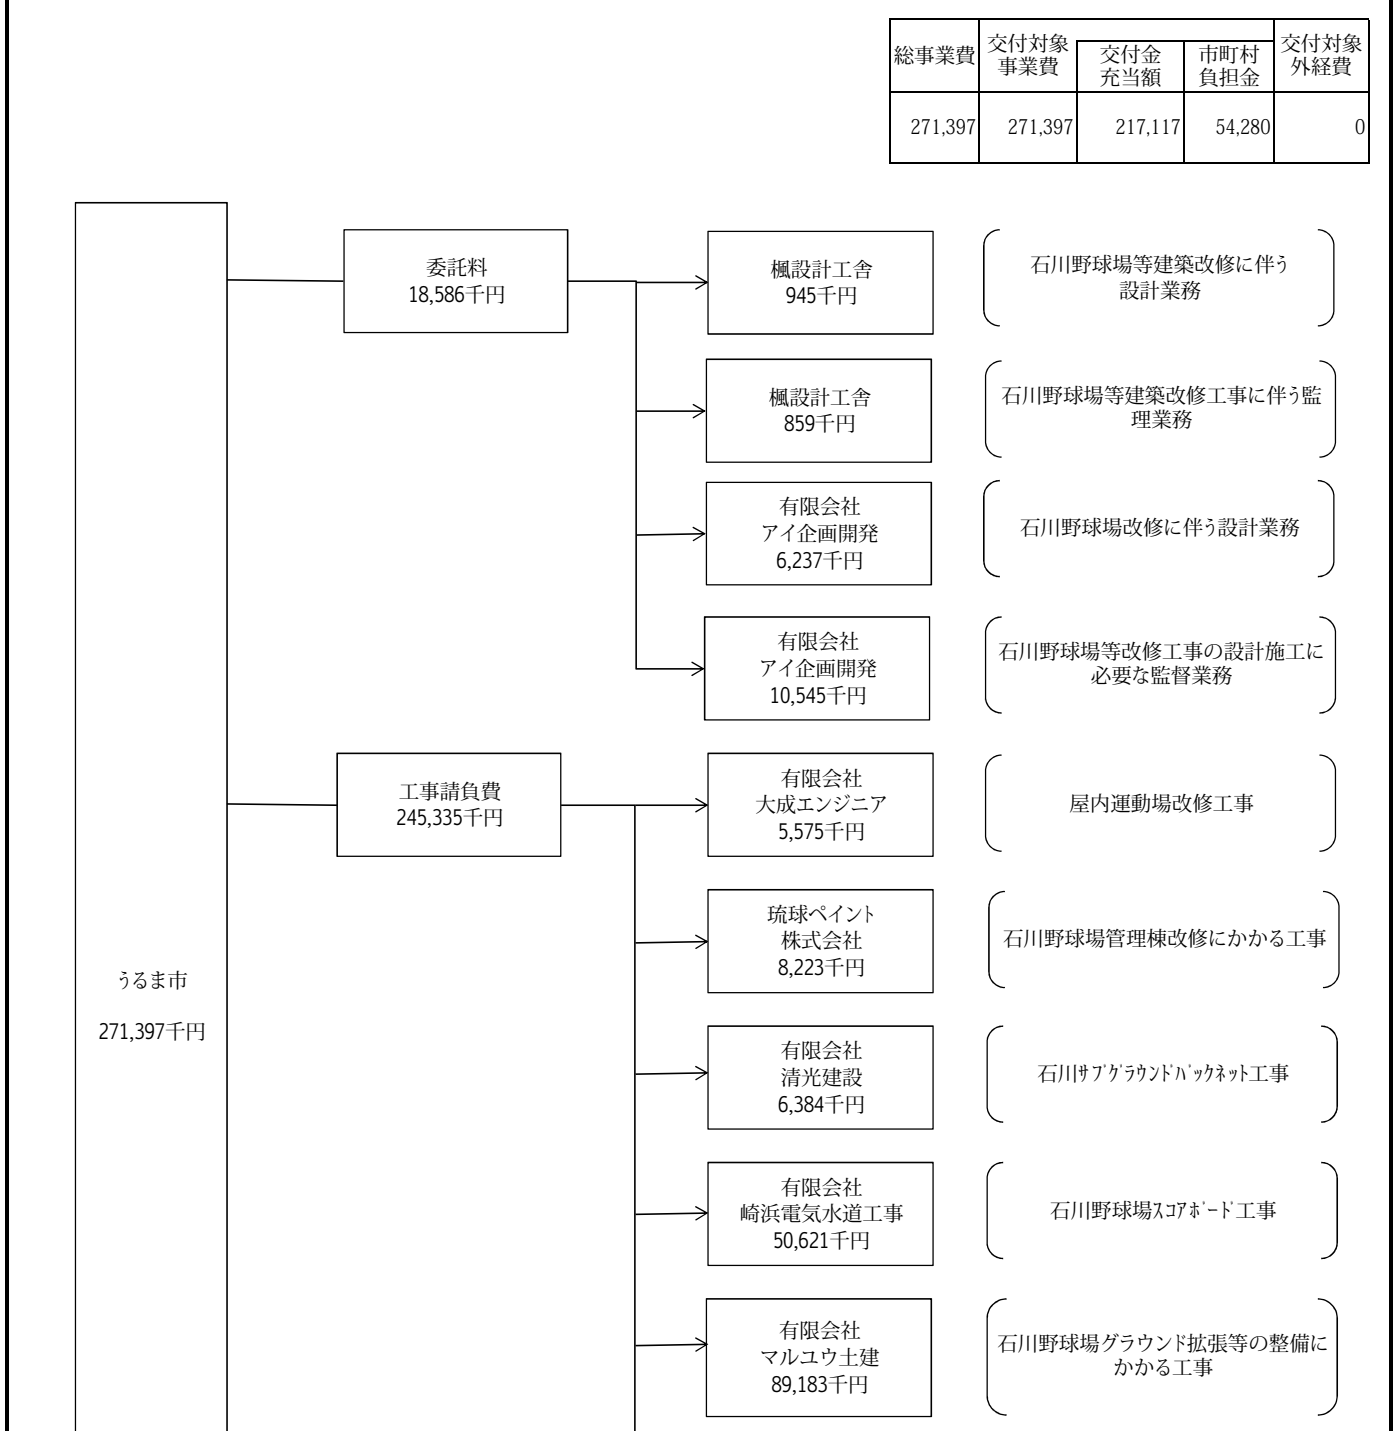 総事業費
交付対象
事業費
交付金
充当額
市町村
負担金
交付対象
外経費
271,397
271,397
217,117
54,280
0
委託料
18,586千円
楓設計工舎
945千円
石川野球場等建築改修に伴う
設計業務
楓設計工舎
859千円
石川野球場等建築改修工事に伴う監
理業務
有限会社
アイ企画開発
6,237千円
石川野球場改修に伴う設計業務
有限会社
アイ企画開発
10,545千円
石川野球場等改修工事の設計施工に
必要な監督業務
工事請負費
245,335千円
有限会社
大成エンジニア
5,575千円
屋内運動場改修工事
琉球ペイント
株式会社
8,223千円
石川野球場管理棟改修にかかる工事
うるま市
271,397千円
有限会社
清光建設
6,384千円
石川ｻﾌﾞｸﾞﾗｳﾝﾄﾞﾊﾞｯｸﾈｯﾄ工事
有限会社
崎浜電気水道工事
50,621千円
石川野球場ｽｺｱﾎﾞｰﾄﾞ工事
有限会社
マルユウ土建
89,183千円
石川野球場グラウンド拡張等の整備に
かかる工事